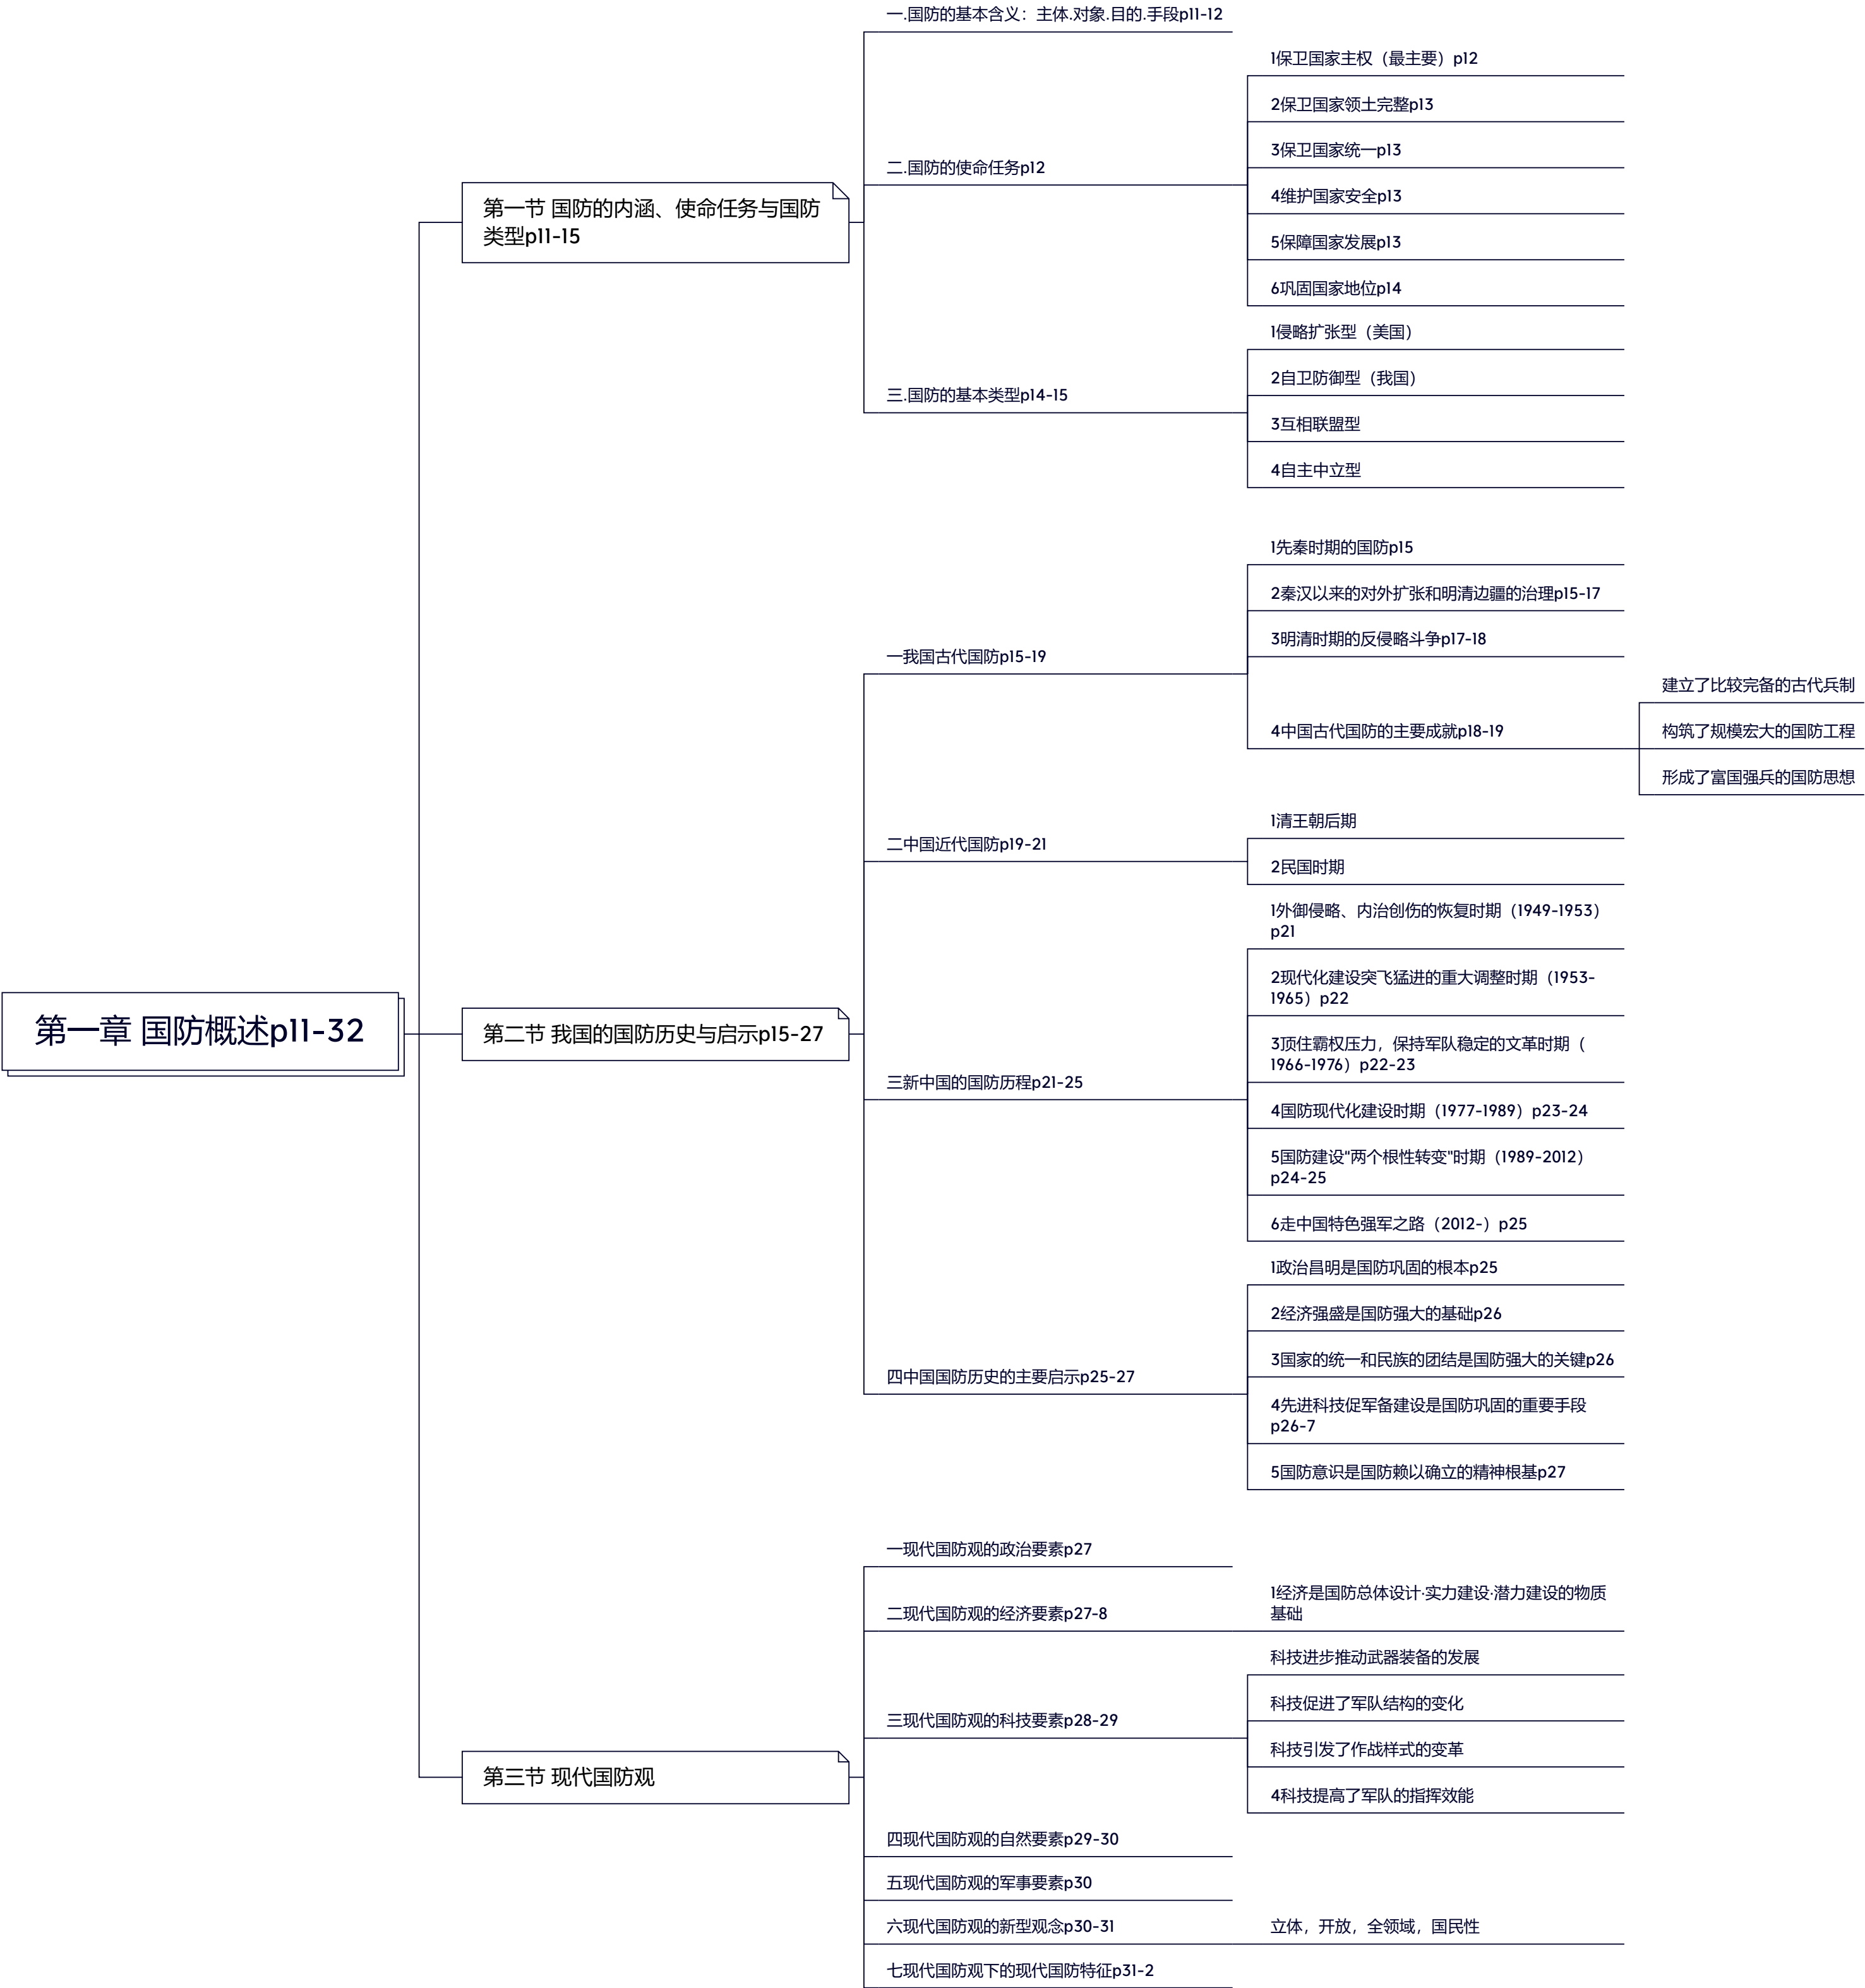 第一章 国防概述p11-32
第一节 国防的内涵、使命任务与国防
类型p11-15
一.国防的基本含义：主体.对象.目的.手段p11-12
二.国防的使命任务p12
1保卫国家主权（最主要）p12
2保卫国家领土完整p13
3保卫国家统一p13
4维护国家安全p13
5保障国家发展p13
6巩固国家地位p14
三.国防的基本类型p14-15
1侵略扩张型（美国）
2自卫防御型（我国）
3互相联盟型
4自主中立型
第二节 我国的国防历史与启示p15-27
一我国古代国防p15-19
1先秦时期的国防p15
2秦汉以来的对外扩张和明清边疆的治理p15-17
3明清时期的反侵略斗争p17-18
4中国古代国防的主要成就p18-19
建立了比较完备的古代兵制
构筑了规模宏大的国防工程
形成了富国强兵的国防思想
二中国近代国防p19-21
1清王朝后期
2民国时期
三新中国的国防历程p21-25
1外御侵略、内治创伤的恢复时期（1949-1953）
p21
2现代化建设突飞猛进的重大调整时期（1953-
1965）p22
3顶住霸权压力，保持军队稳定的文革时期（
1966-1976）p22-23
4国防现代化建设时期（1977-1989）p23-24
5国防建设"两个根性转变"时期（1989-2012）
p24-25
6走中国特色强军之路（2012-）p25
四中国国防历史的主要启示p25-27
1政治昌明是国防巩固的根本p25
2经济强盛是国防强大的基础p26
3国家的统一和民族的团结是国防强大的关键p26
4先进科技促军备建设是国防巩固的重要手段
p26-7
5国防意识是国防赖以确立的精神根基p27
第三节 现代国防观
一现代国防观的政治要素p27
二现代国防观的经济要素p27-8
1经济是国防总体设计·实力建设·潜力建设的物质
基础
三现代国防观的科技要素p28-29
科技进步推动武器装备的发展
科技促进了军队结构的变化
科技引发了作战样式的变革
4科技提高了军队的指挥效能
四现代国防观的自然要素p29-30
五现代国防观的军事要素p30
六现代国防观的新型观念p30-31
立体，开放，全领域，国民性
七现代国防观下的现代国防特征p31-2